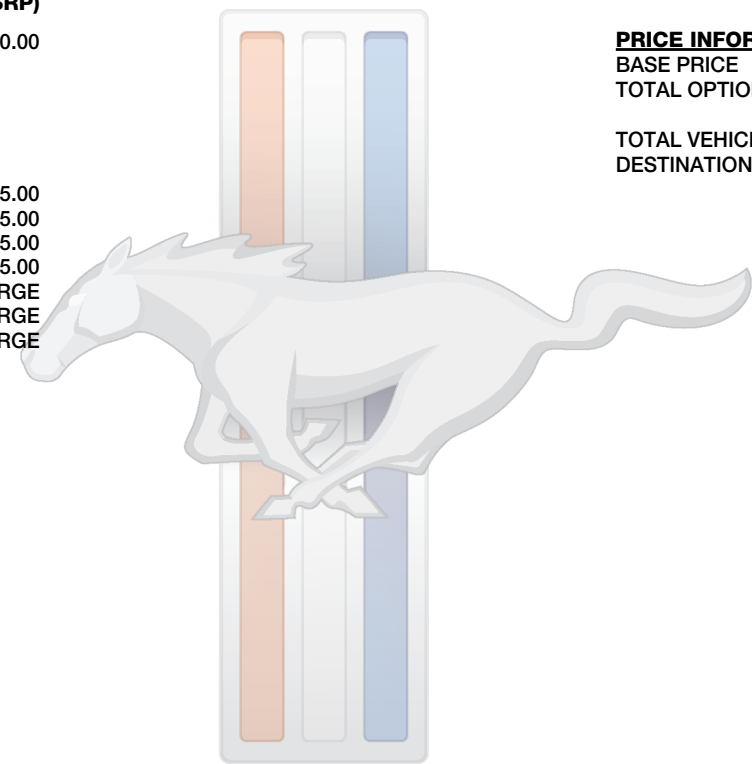 SRP)
0.00
5.00
5.00
5.00
5.00
RGE
RGE
RGE
PRICE INFOR
BASE PRICE
TOTAL OPTIO
TOTAL VEHICL
DESTINATION